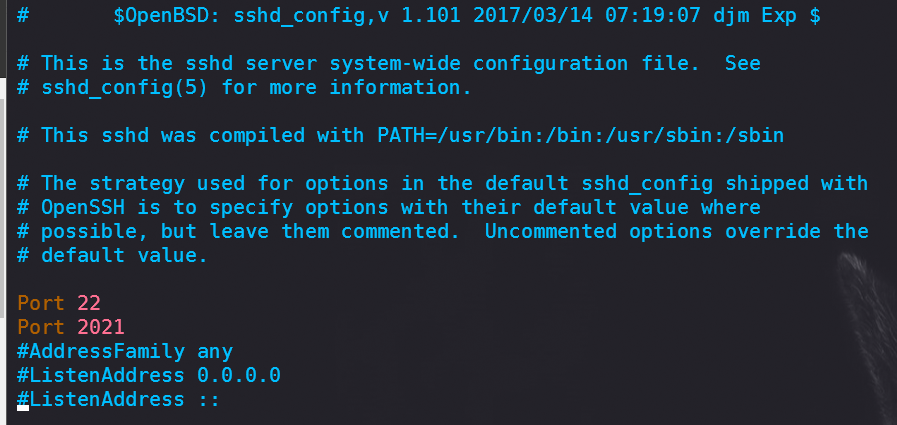 #       $OpenBSD: sshd_config,v 1.101 2017/03/14 07:19:07 djm Exp $
# This is the sshd server system-wide configuration file.  See
# sshd_config(5) for more information.
# This sshd was compiled with PATH=/usr/bin:/bin:/usr/sbin:/sbin
# The strategy used for options in the default sshd_config shipped with
# OpenSSH is to specify options with their default value where
# possible, but leave them commented.  Uncommented options override the
# default value.
Port 22
Port 2021
#AddressFamily any
#ListenAddress 0.0.0.0
#ListenAddress ::